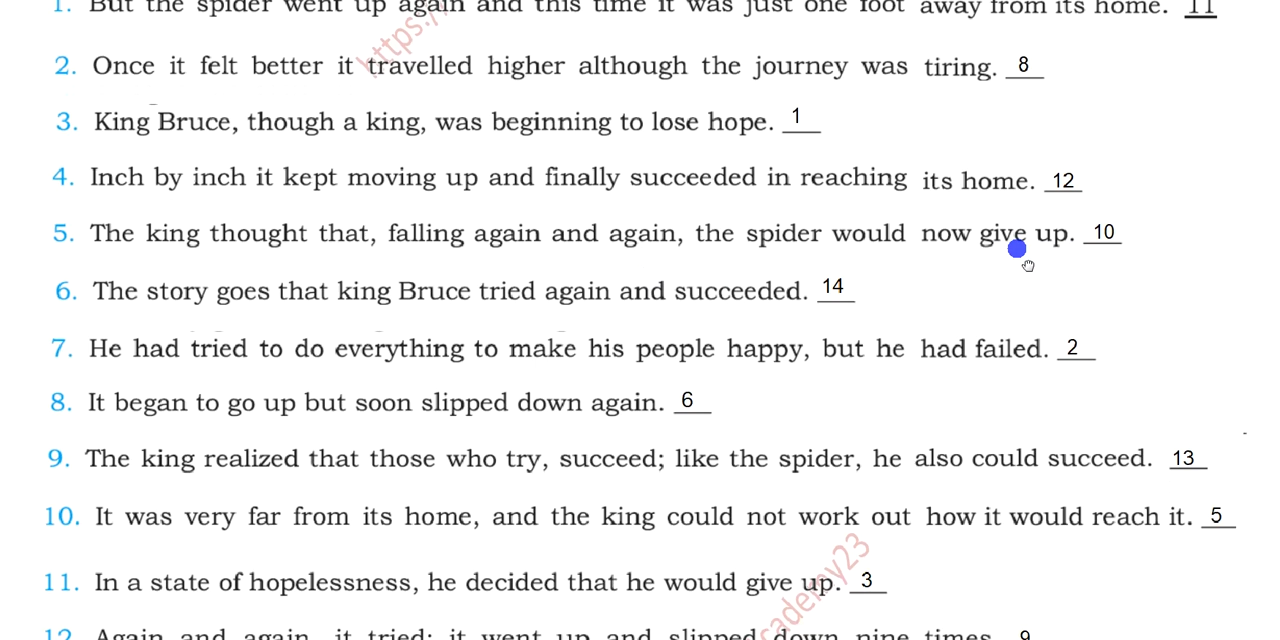 1. But the spider went up again and this time it was just one foot away from its home. 11
https:/
2. Once it felt better it travelled higher although the journey was tiring. 8
3. King Bruce, though a king, was beginning to lose hope. 1
4. Inch by inch it kept moving up and finally succeeded in reaching its home. 12
5. The king thought that, falling again and again, the spider would now give up. 10
6. The story goes that king Bruce tried again and succeeded. 14
7. He had tried to do everything to make his people happy, but he had failed. 2
8. It began to go up but soon slipped down again. 6
9. The king realized that those who try, succeed; like the spider, he also could succeed. 13
10. It was very far from its home, and the king could not work out how it would reach it. 5
11. In a state of hopelessness, he decided that he would give up. 3
ademy23
12. Again and again, it tried; it went up and slipped down nine times. 9